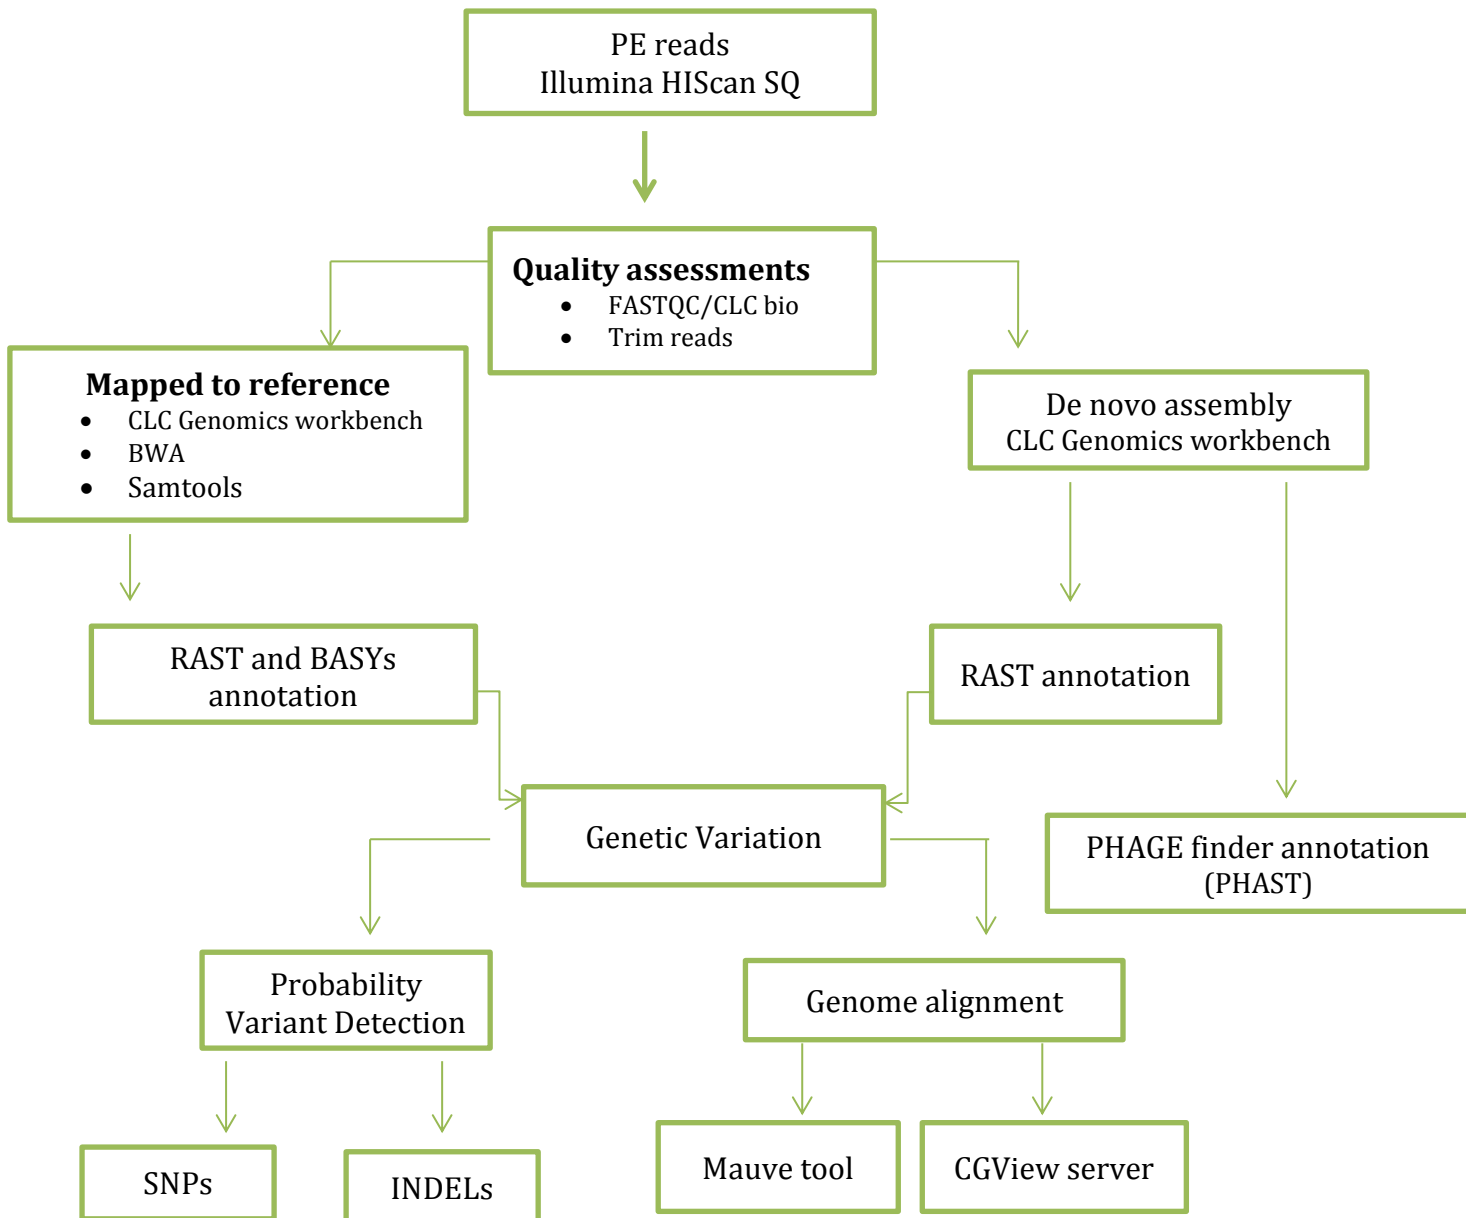 PE reads
Illumina HIScan SQ
Quality assessments
• FASTQC/CLC bio
• Trim reads
Mapped to reference
• CLC Genomics workbench
• BWA
• Samtools
De novo assembly
CLC Genomics workbench
RAST and BASYs
annotation
RAST annotation
Genetic Variation
PHAGE finder annotation
(PHAST)
Probability
Variant Detection
Genome alignment
SNPs
INDELs
Mauve tool
CGView server